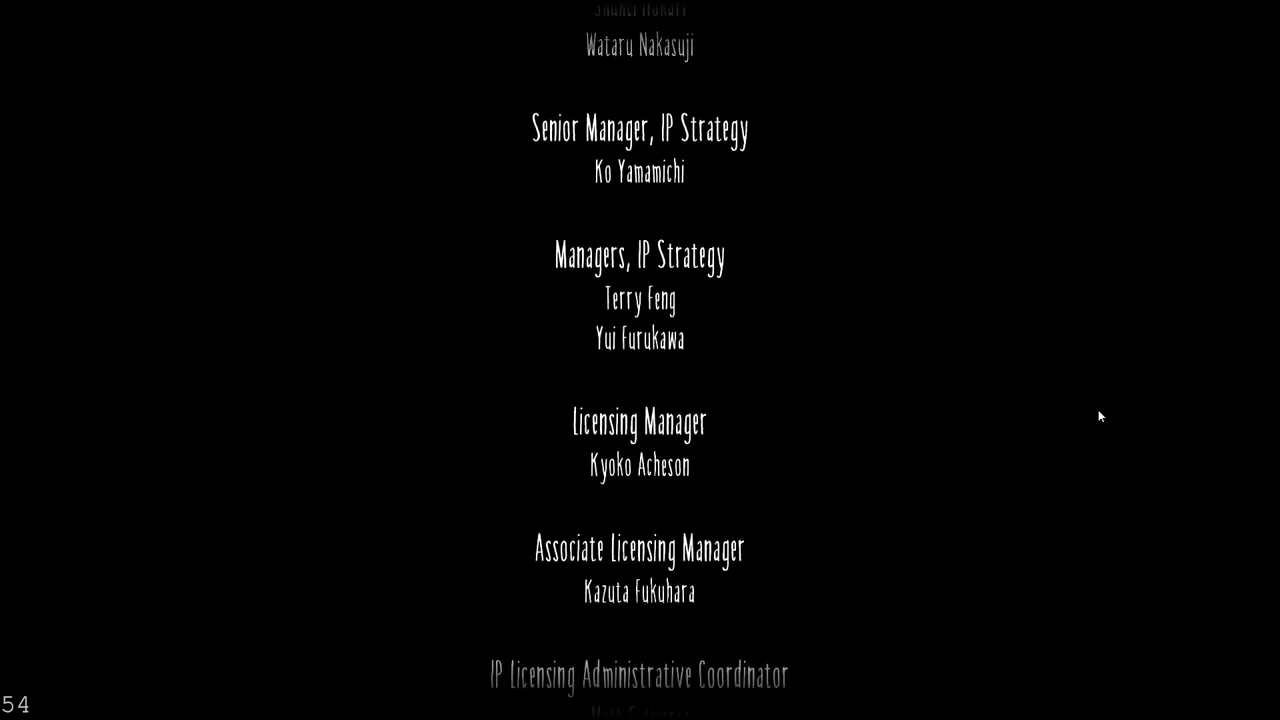 Wataru Nakasuji
Senior Manager, IP Strategy
Ko Yamamichi
Managers, IP Strategy
Terry Feng
Yui Furukawa
Licensing Manager
Kyoko Acheson
Associate Licensing Manager
Kazuta Fukuhara
IP Licensing Administrative Coordinator
54